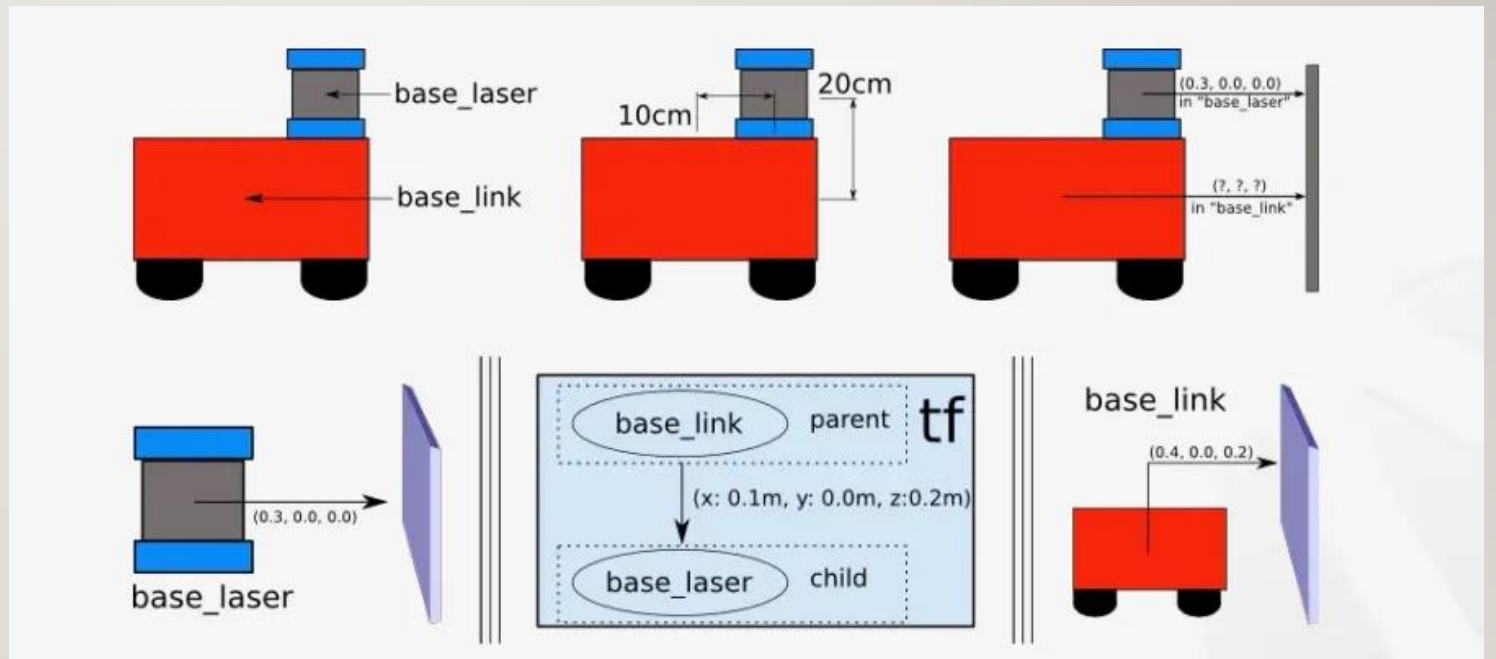 base_laser
base_link
10cm
20cm
(0.3, 0.0, 0.0)
in "base_laser"
(?, ?, ?)
in "base_link"
(0.3, 0.0, 0.0)
base_laser
base_link
parent
tf
(x: 0.1m, y: 0.0m, z:0.2m)
base_laser
child
base_link
(0.4, 0.0, 0.2)